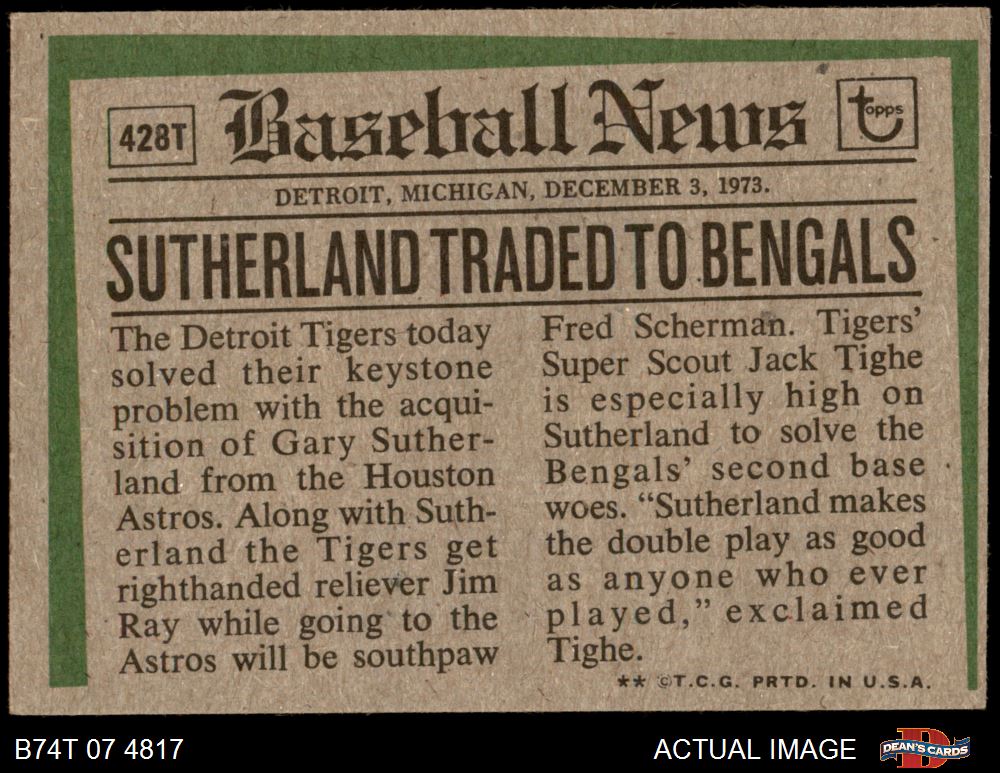 428T
Baseball News
topps
DETROIT, MICHIGAN, DECEMBER 3, 1973.
SUTHERLAND TRADED TO BENGALS
The Detroit Tigers today
solved their keystone
problem with the acqui-
sition of Gary Suther-
land from the Houston
Astros. Along with Suth-
erland the Tigers get
righthanded reliever Jim
Ray while going to the
Astros will be southpaw
Fred Scherman. Tigers’
Super Scout Jack Tighe
is especially high on
Sutherland to solve the
Bengals’ second base
woes. “Sutherland makes
the double play as good
as anyone who ever
played,” exclaimed
Tighe.
** ©T.C.G. PRTD. IN U.S.A.
B74T 07 4817
ACTUAL IMAGE
DEAN'S CARDS